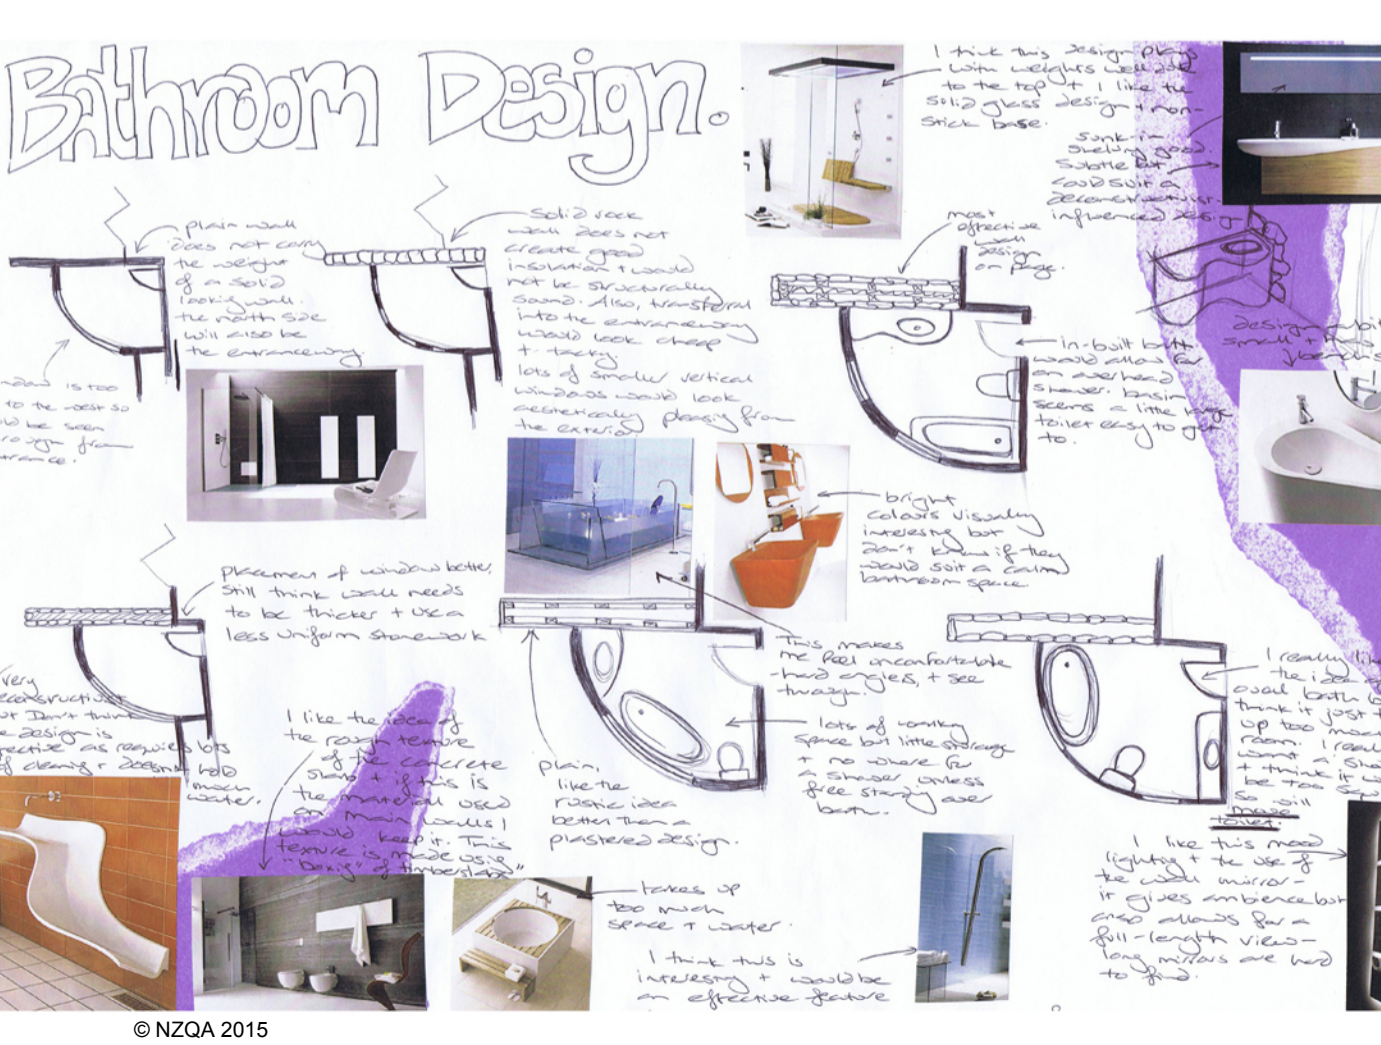 Bathroom Design.
I think this design plays
with weights well due
to the top + I like the
solid glass design + non-
stick base.
sunk-in
shelving good.
Subtle but
could suit a
deconstructivist-
influenced design
plain wall
does not carry
the weight
of a solid
looking wall.
the north side
will also be
the entranceway.
Solid rock
wall does not
create good
insulation + would
not be structurally
sound. Also, transferral
into the entranceway
would look cheap
+ tacky.
lots of smaller vertical
windows would look
aesthetically pleasing from
the exterior.
most
effective
wall
design
on page.
in-built bath
would allow for
an overhead
shower. basin
seems a little large
toilet easy to get
to.
design a bit
small +
is too
to the west so
be seen
from
bright
colours visually
interesting but
don't know if they
would suit a calm
bathroom space
placement of window better,
still think wall needs
to be thicker + use a
less uniform stonework
This makes
me feel uncomfortable
-hard angles, + see
through.
very
deconstructivist
but Don't think
design is
effective as requires lots
of cleaning + doesn't hold
much
water.
I like the idea of
the rough texture
of the concrete
slabs + if this is
the material used
on main walls I
would keep it. This
texture is made using
"boxing" of timber slabs"
plain,
like the
rustic idea
better than a
plastered design.
lots of working
space but little storage
+ no where for
a shower unless
free standing over
bath.
I really like
the idea
oval bath
think it just
up too much
room. I really
want a
+ think it
be too
so will
move
toilet.
takes up
too much
space + water.
I think this is
interesting + would be
an effective feature
I like this mood
lighting + the use of
the wall mirror-
it gives ambience but
also allows for a
full-length view-
long mirrors are hard
to find.
© NZQA 2015